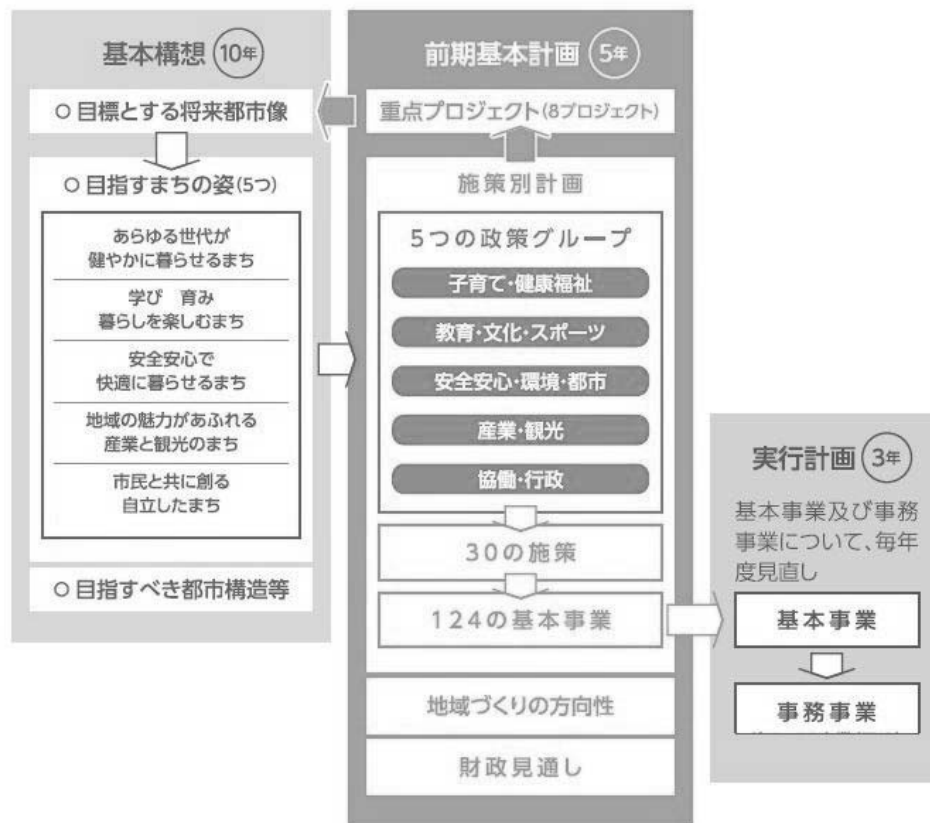 基本構想 10年
○ 目標とする将来都市像
○ 目指すまちの姿(5つ)
あらゆる世代が
健やかに暮らせるまち
学び　育み
暮らしを楽しむまち
安全安心で
快適に暮らせるまち
地域の魅力があふれる
産業と観光のまち
市民と共に創る
自立したまち
○ 目指すべき都市構造等
前期基本計画 5年
重点プロジェクト(8プロジェクト)
施策別計画
5つの政策グループ
子育て・健康福祉
教育・文化・スポーツ
安全安心・環境・都市
産業・観光
協働・行政
30の施策
124の基本事業
地域づくりの方向性
財政見通し
実行計画 3年
基本事業及び事務
事業について、毎年
度見直し
基本事業
事務事業